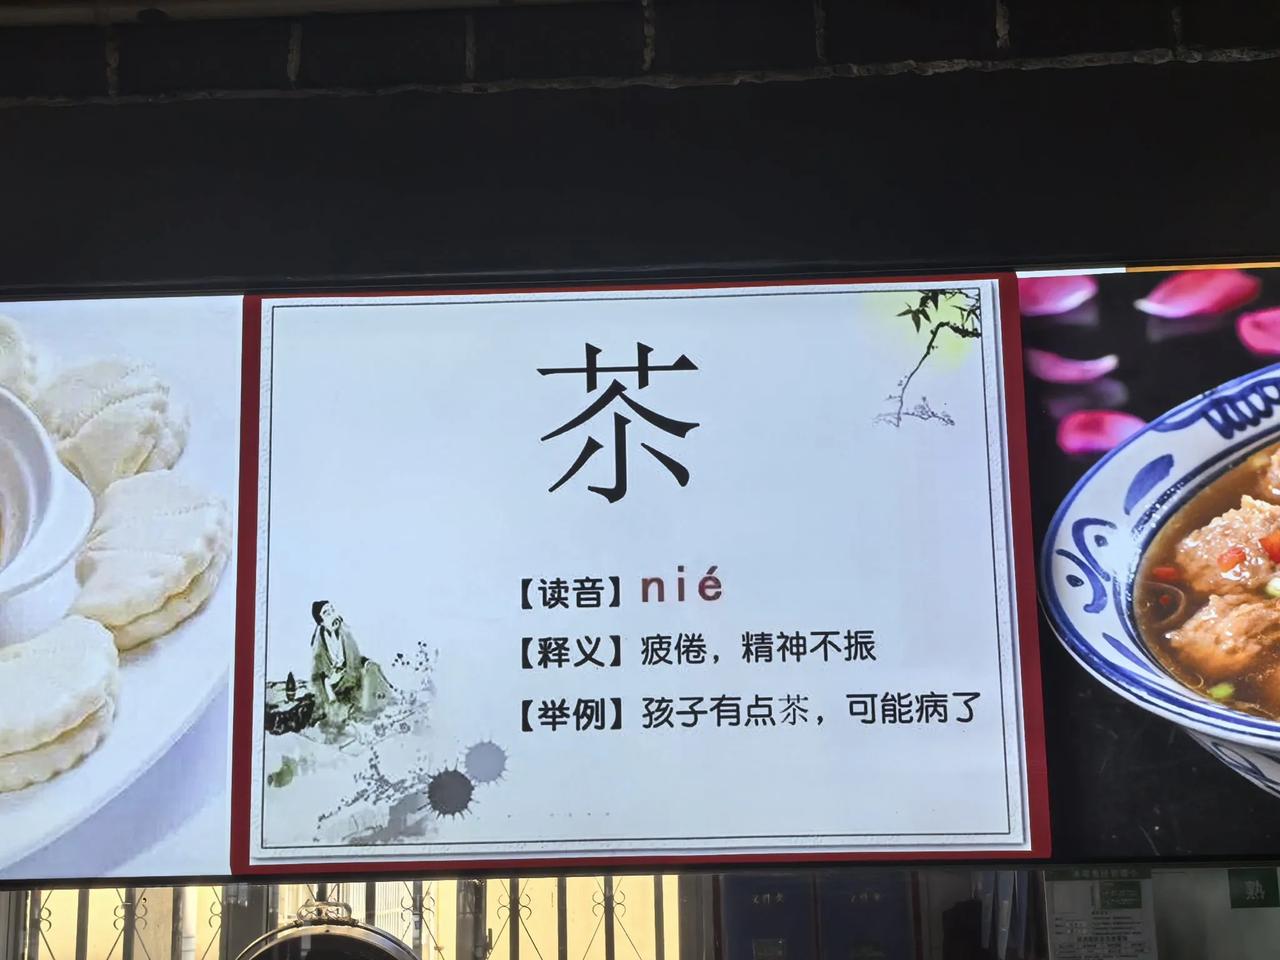 苶
【读音】nié
【释义】疲倦，精神不振
【举例】孩子有点苶，可能病了
熟